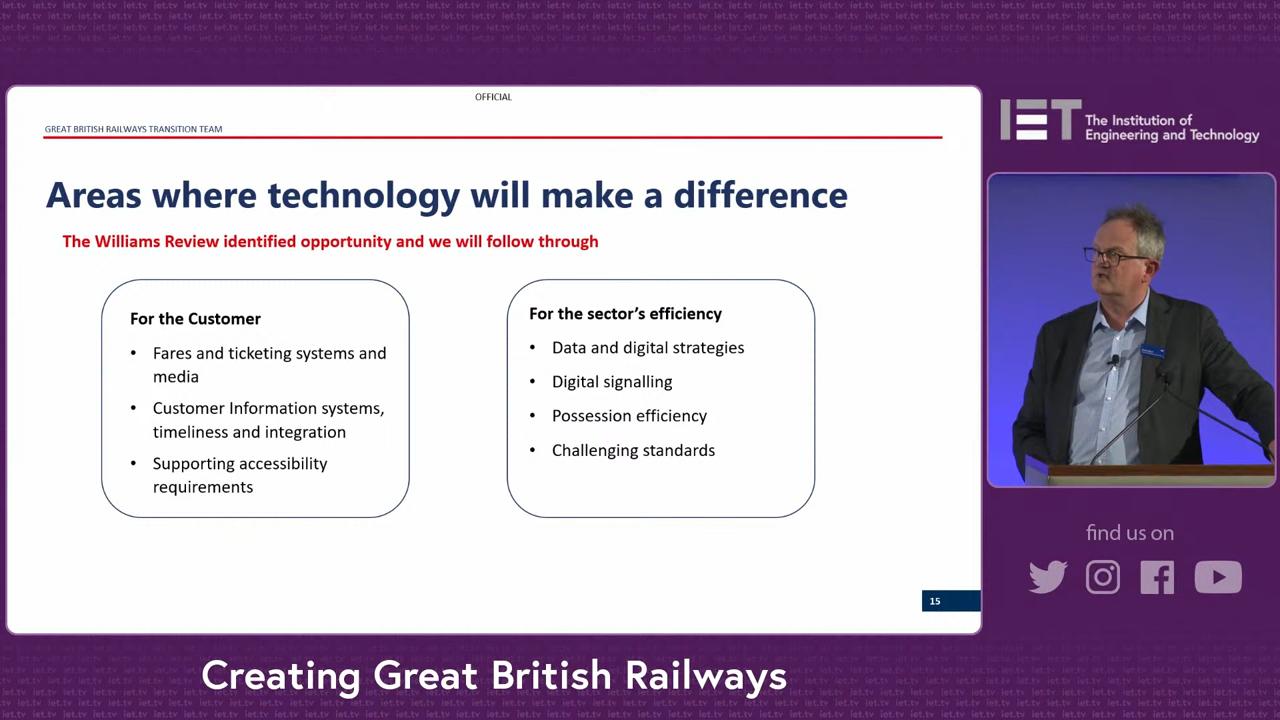 OFFICIAL
GREAT BRITISH RAILWAYS TRANSITION TEAM
Areas where technology will make a difference
The Williams Review identified opportunity and we will follow through
For the Customer
• Fares and ticketing systems and
media
• Customer Information systems,
timeliness and integration
• Supporting accessibility
requirements
For the sector's efficiency
• Data and digital strategies
• Digital signalling
• Possession efficiency
• Challenging standards
15
IET The Institution of
Engineering and Technology
find us on
Creating Great British Railways